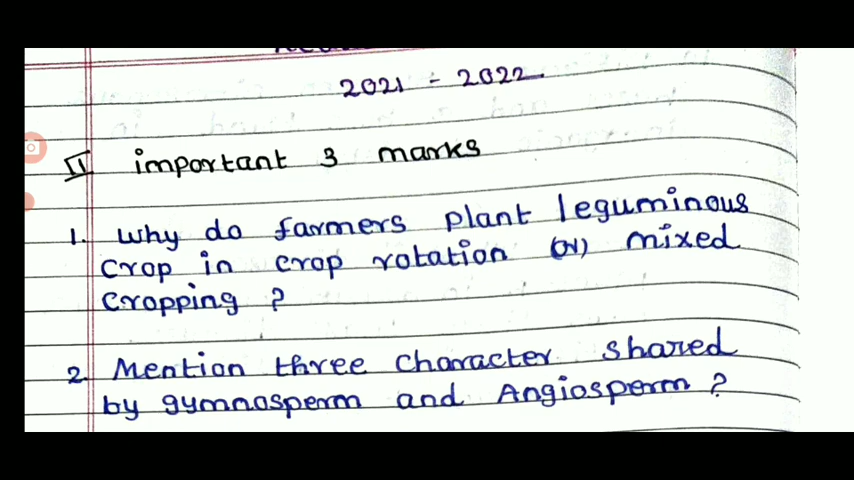 2021 - 2022.
II important 3 marks
1. Why do farmers plant leguminous
crop in crop rotation (or) mixed
cropping ?
2. Mention three character shared
by gymnosperm and Angiosperm ?